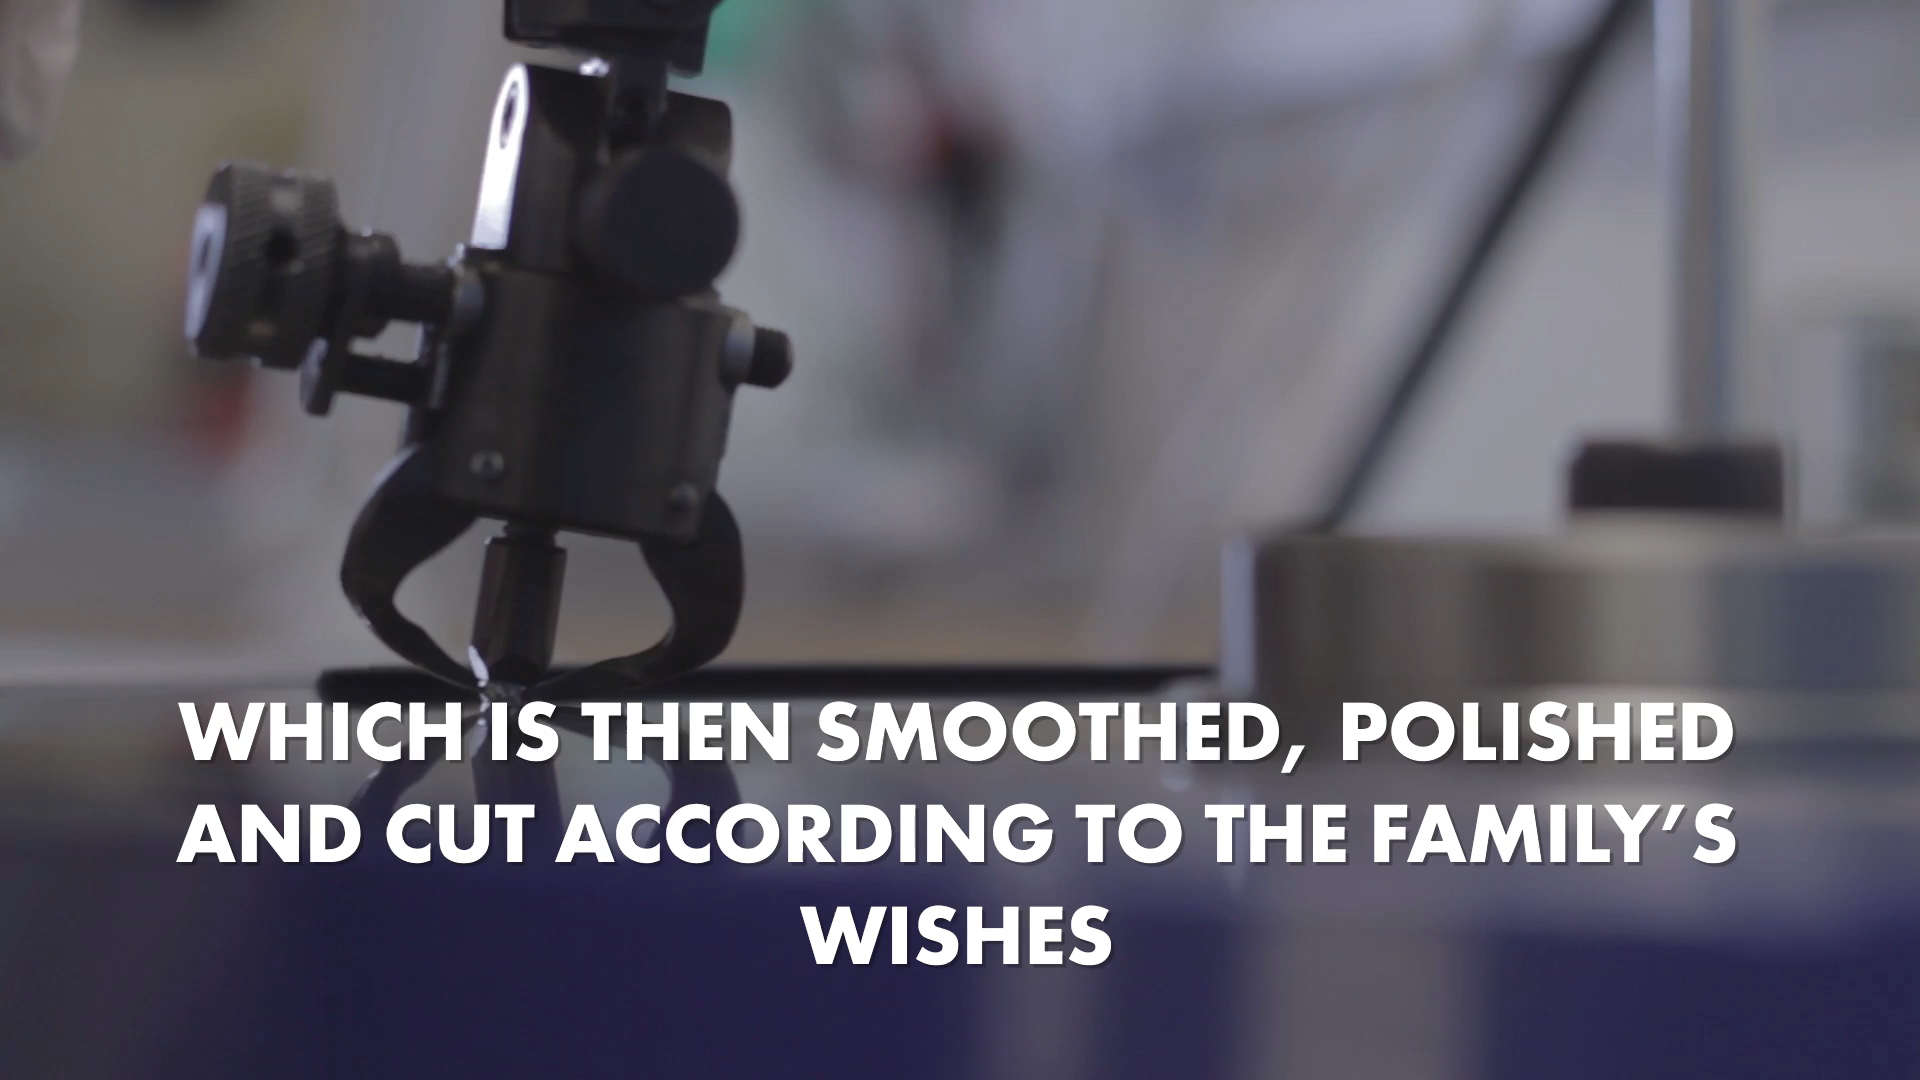 WHICH IS THEN SMOOTHED, POLISHED
AND CUT ACCORDING TO THE FAMILY’S
WISHES